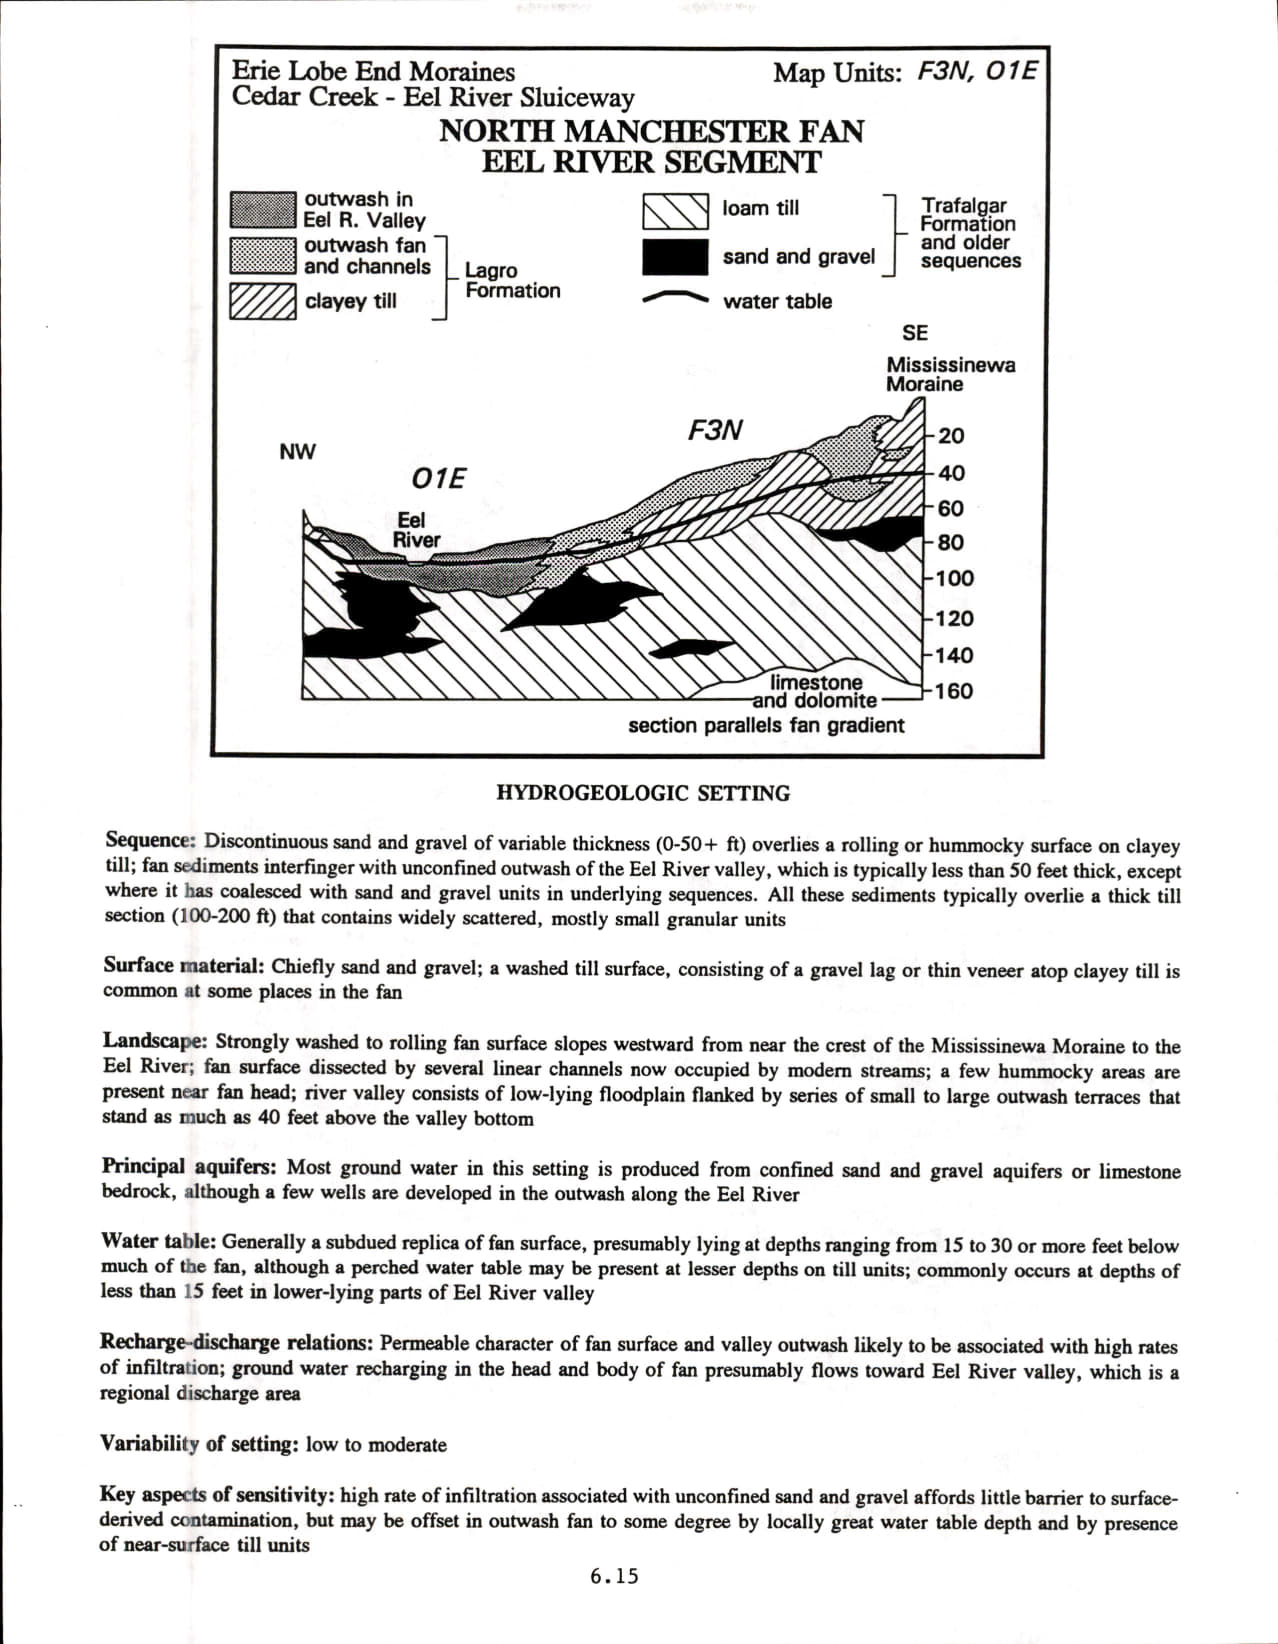 Erie Lobe End Moraines
Map Units: F3N, O1E
Cedar Creek - Eel River Sluiceway
NORTH MANCHESTER FAN
EEL RIVER SEGMENT
outwash in
Eel R. Valley
outwash fan
and channels
clayey till
Lagro
Formation
loam till
sand and gravel
water table
Trafalgar
Formation
and older
sequences
SE
Mississinewa
Moraine
F3N
NW
O1E
Eel
River
20
40
60
80
100
120
140
160
limestone
and dolomite
section parallels fan gradient
HYDROGEOLOGIC SETTING
Sequence: Discontinuous sand and gravel of variable thickness (0-50+ ft) overlies a rolling or hummocky surface on clayey
till; fan sediments interfinger with unconfined outwash of the Eel River valley, which is typically less than 50 feet thick, except
where it has coalesced with sand and gravel units in underlying sequences. All these sediments typically overlie a thick till
section (100-200 ft) that contains widely scattered, mostly small granular units
Surface material: Chiefly sand and gravel; a washed till surface, consisting of a gravel lag or thin veneer atop clayey till is
common at some places in the fan
Landscape: Strongly washed to rolling fan surface slopes westward from near the crest of the Mississinewa Moraine to the
Eel River; fan surface dissected by several linear channels now occupied by modern streams; a few hummocky areas are
present near fan head; river valley consists of low-lying floodplain flanked by series of small to large outwash terraces that
stand as much as 40 feet above the valley bottom
Principal aquifers: Most ground water in this setting is produced from confined sand and gravel aquifers or limestone
bedrock, although a few wells are developed in the outwash along the Eel River
Water table: Generally a subdued replica of fan surface, presumably lying at depths ranging from 15 to 30 or more feet below
much of the fan, although a perched water table may be present at lesser depths on till units; commonly occurs at depths of
less than 15 feet in lower-lying parts of Eel River valley
Recharge-discharge relations: Permeable character of fan surface and valley outwash likely to be associated with high rates
of infiltration; ground water recharging in the head and body of fan presumably flows toward Eel River valley, which is a
regional discharge area
Variability of setting: low to moderate
Key aspects of sensitivity: high rate of infiltration associated with unconfined sand and gravel affords little barrier to surface-
derived contamination, but may be offset in outwash fan to some degree by locally great water table depth and by presence
of near-surface till units
6.15